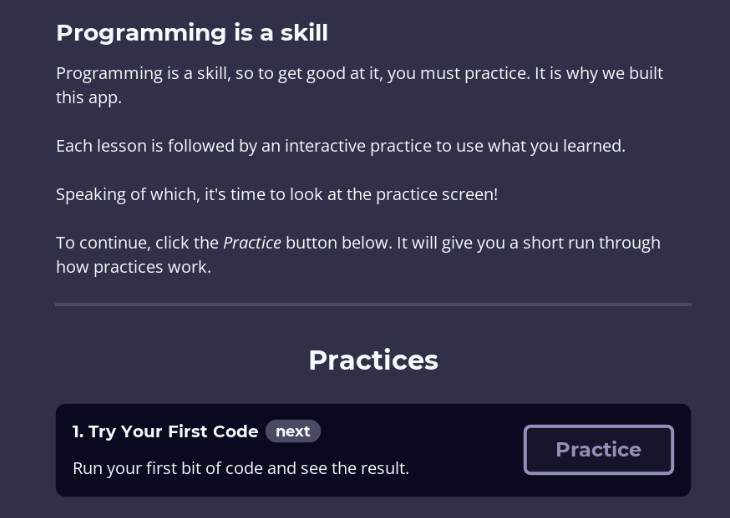 Programming is a skill
Programming is a skill, so to get good at it, you must practice. It is why we built
this app.
Each lesson is followed by an interactive practice to use what you learned.
Speaking of which, it's time to look at the practice screen!
To continue, click the Practice button below. It will give you a short run through
how practices work.
Practices
1. Try Your First Code next
Run your first bit of code and see the result.
Practice